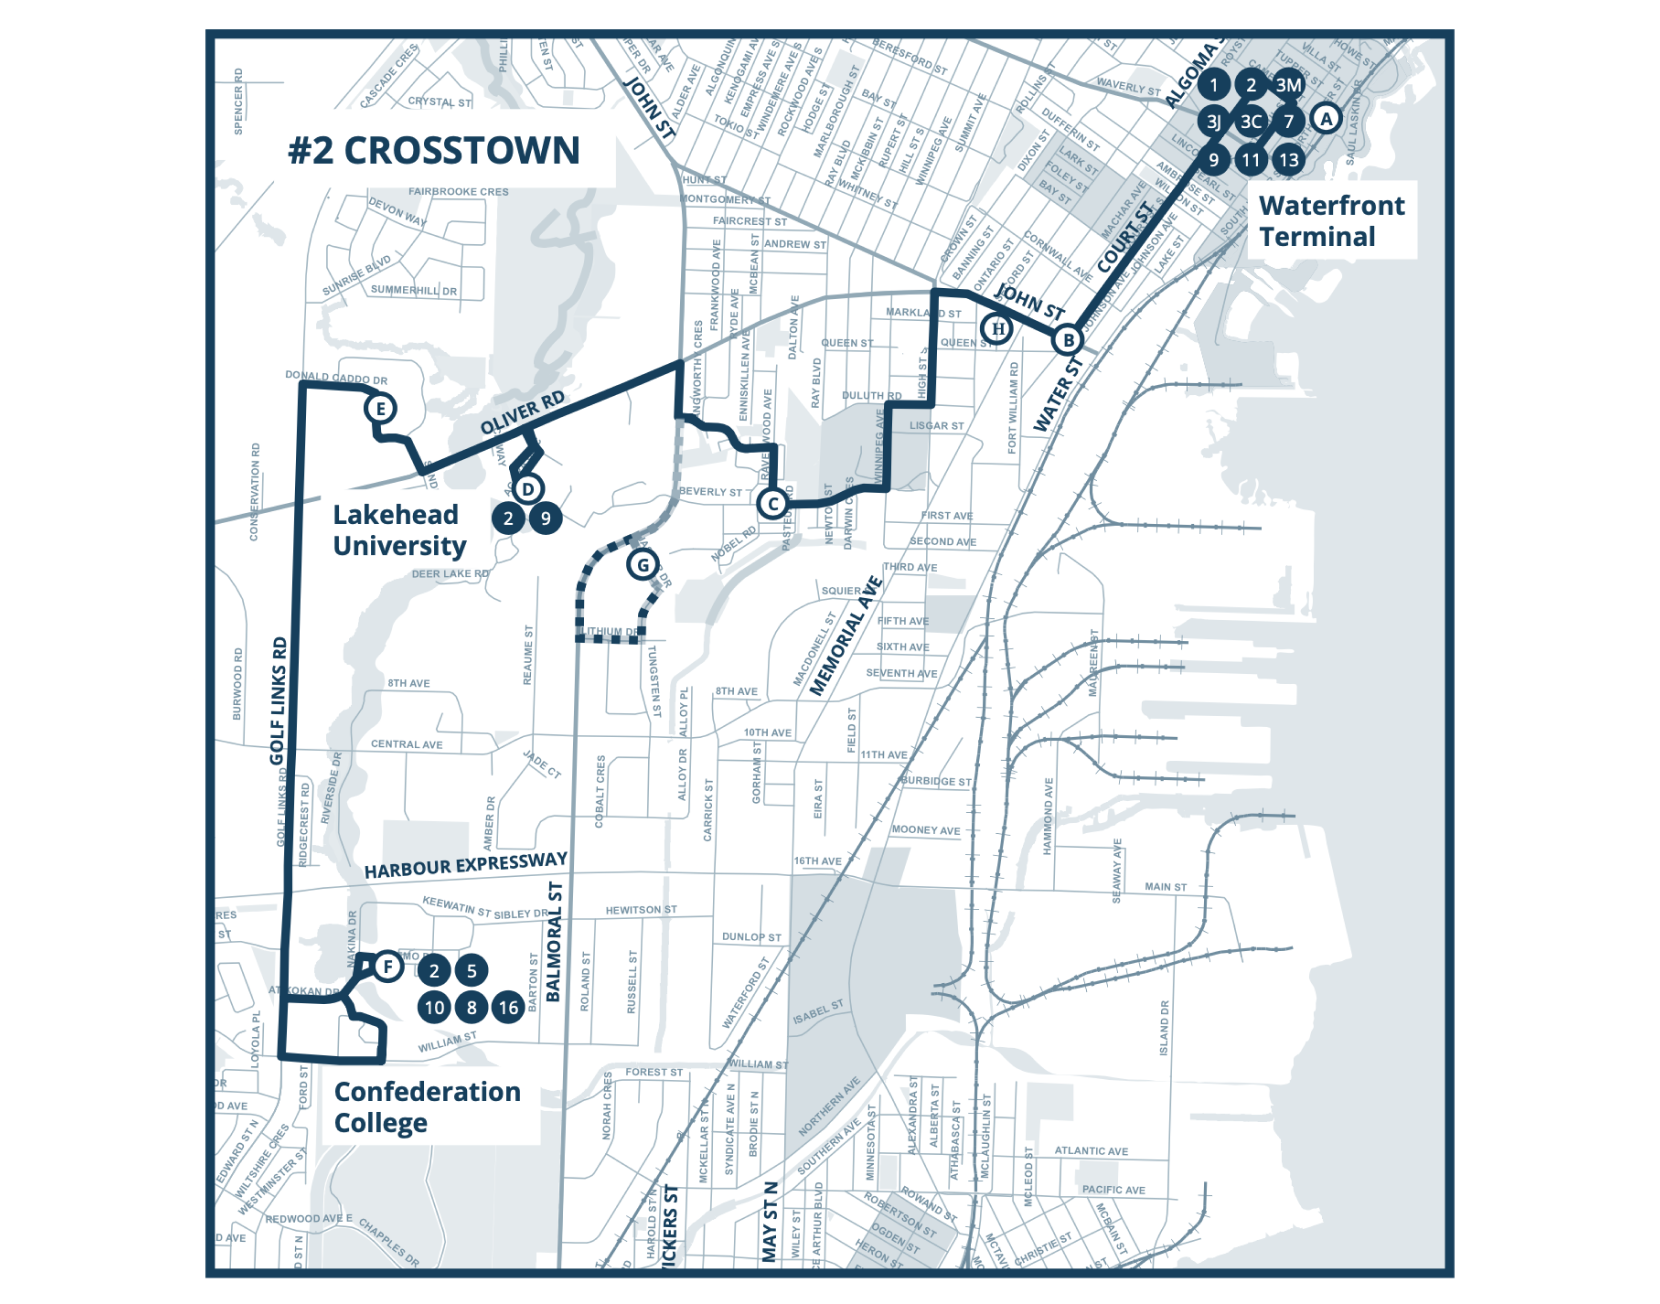 #2 CROSSTOWN
SPENCER RD
CASCADE CRES
CRYSTAL ST
FAIRBROOKE CRES
DEVON WAY
SUNRISE BLVD
SUMMERHILL DR
JOHN ST
ALDER AVE
TOKIO ST
EMPRESS AVE S
WINDEMERE AVE S
ROCKWOOD AVE S
HODGE ST
MARLBOROUGH ST
BERESFORD ST
BAY ST
RAY BLVD
MCKIBBIN ST
RUPERT ST
HILL ST S
WINNIPEG AVE
SUMMIT AVE
WHITNEY ST
ROLLINS ST
WAVERLY ST
DUFFERIN ST
DIXON ST
LARK ST
FOLEY ST
BAY ST
MACHAR AVE
VILLA ST
HOWE ST
TUPPER ST
SAUL LASKIN DR
1
2
3M
3J
3C
7
A
9
11
13
Waterfront
Terminal
PEARL ST
COURT ST
JOHNSON AVE
LAKE ST
HUNT ST
MONTGOMERY ST
FAIRCREST ST
ANDREW ST
FRANKWOOD AVE
MCBEAN ST
HYDE AVE
DALTON AVE
ENNISKILLEN AVE
CROWN ST
BANNING ST
ONTARIO ST
CORNWALL AVE
JOHNSON AVE
JOHN ST
H
B
MARKLAND ST
QUEEN ST
QUEEN ST
RAY BLVD
HIGH ST
DULUTH RD
LISGAR ST
WINNIPEG AVE
FORT WILLIAM RD
WATER ST
DONALD CADDO DR
E
OLIVER RD
D
2
9
Lakehead
University
CONSERVATION RD
BEVERLY ST
C
NEWTON ST
DARWIN CRES
NOBEL RD
FIRST AVE
SECOND AVE
THIRD AVE
G
LITHIUM DR
DEER LAKE RD
REAUME ST
TUNGSTEN ST
SQUIER
MACDONELL ST
MEMORIAL AVE
FIFTH AVE
SIXTH AVE
SEVENTH AVE
MAUREEN ST
BURWOOD RD
GOLF LINKS RD
8TH AVE
8TH AVE
ALLOY PL
10TH AVE
11TH AVE
FIELD ST
CENTRAL AVE
JADE CT
RIVERSIDE DR
GOLF LINKS RD
RIDGECREST RD
AMBER DR
COBALT CRES
ALLOY DR
CARRICK ST
GORHAM ST
EIRA ST
BURBIDGE ST
MOONEY AVE
HAMMOND AVE
SEAWAY AVE
HARBOUR EXPRESSWAY
16TH AVE
MAIN ST
BALMORAL ST
KEEWATIN ST
SIBLEY DR
HEWITSON ST
DUNLOP ST
NAKINA DR
F
2
5
10
8
16
ATIKOKAN DR
BARTON ST
ROLAND ST
RUSSELL ST
WATERFORD ST
ISABEL ST
ISLAND DR
LOYOLA PL
WILLIAM ST
FOREST ST
WILLIAM ST
Confederation
College
FORD ST
NORAH CRES
MCKELLAR ST N
SYNDICATE AVE N
BRODIE ST N
NORTHERN AVE
SOUTHERN AVE
MINNESOTA ST
ALEXANDRA ST
ALBERTA ST
ATHABASCA ST
MCLAUGHLIN ST
MCLEOD ST
ATLANTIC AVE
PACIFIC AVE
EDWARD ST N
WILTSHIRE CRES
WESTMINSTER ST
REDWOOD AVE E
CHAPPLES DR
HAROLD ST N
MAY ST N
WILEY ST
ROWAND ST
ROBERTSON ST
OGDEN ST
HERON ST
CHRISTIE ST
MCBAIN ST